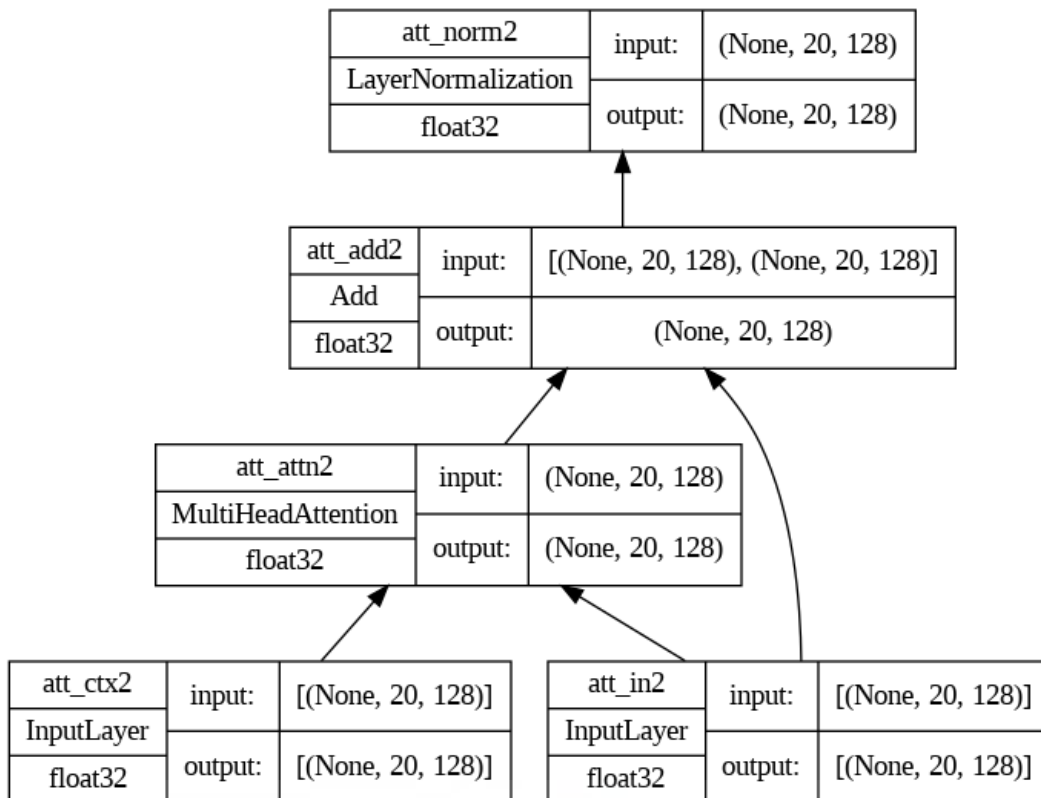 att_norm2
LayerNormalization
float32
input:
(None, 20, 128)
output:
(None, 20, 128)
att_add2
Add
float32
input:
[(None, 20, 128), (None, 20, 128)]
output:
(None, 20, 128)
att_attn2
MultiHeadAttention
float32
input:
(None, 20, 128)
output:
(None, 20, 128)
att_ctx2
InputLayer
float32
input:
[(None, 20, 128)]
output:
[(None, 20, 128)]
att_in2
InputLayer
float32
input:
[(None, 20, 128)]
output:
[(None, 20, 128)]